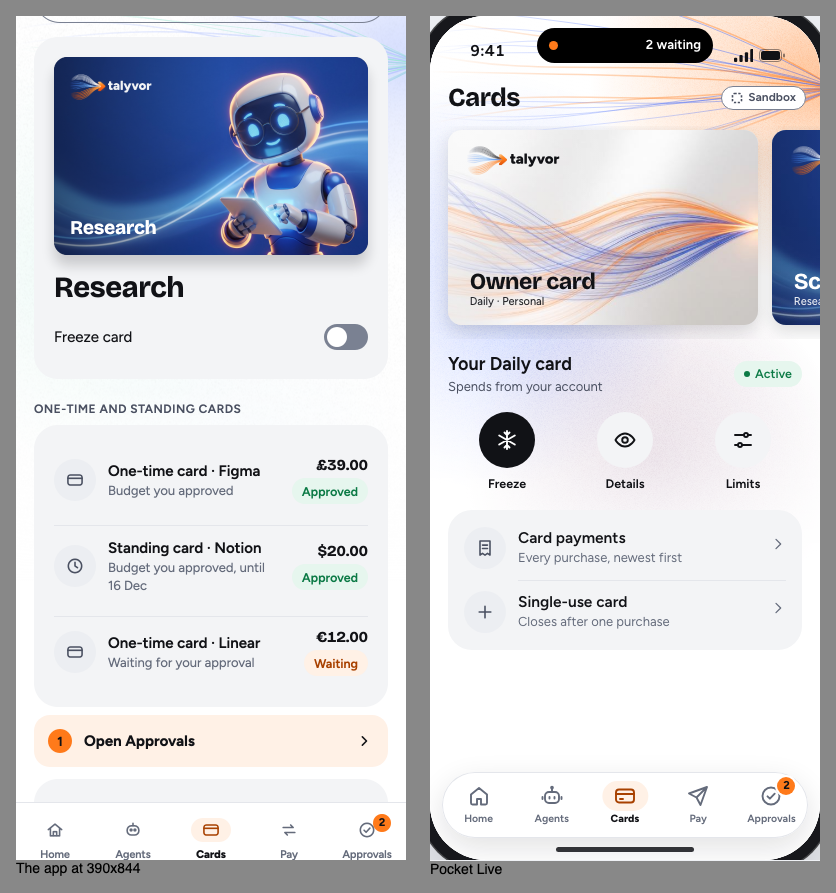 talyvor
Research
Research
Freeze card
ONE-TIME AND STANDING CARDS
One-time card · Figma
£39.00
Budget you approved
Approved
Standing card · Notion
$20.00
Budget you approved, until
16 Dec
Approved
One-time card · Linear
€12.00
Waiting for your approval
Waiting
1
Open Approvals
2
Home
Agents
Cards
Pay
Approvals
The app at 390x844
9:41
2 waiting
Cards
Sandbox
talyvor
Owner card
Daily · Personal
Sc
Resea
Your Daily card
Active
Spends from your account
Freeze
Details
Limits
Card payments
Every purchase, newest first
Single-use card
Closes after one purchase
2
Home
Agents
Cards
Pay
Approvals
Pocket Live